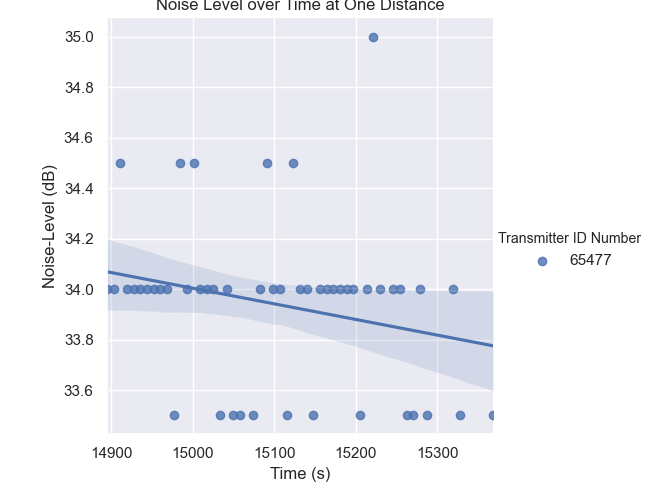 Noise Level over Time at One Distance
35.0
34.8
34.6
34.4
34.2
34.0
33.8
33.6
Noise-Level (dB)
14900 15000 15100 15200 15300
Time (s)
Transmitter ID Number
65477